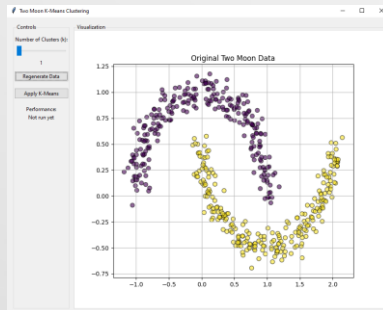 Two Moon K-Means Clustering
Controls
Visualization
Number of Clusters (k):
1
Regenerate Data
Apply K-Means
Performance:
Not run yet
Original Two Moon Data
1.25
1.00
0.75
0.50
0.25
0.00
−0.25
−0.50
−0.75
−1.0
−0.5
0.0
0.5
1.0
1.5
2.0